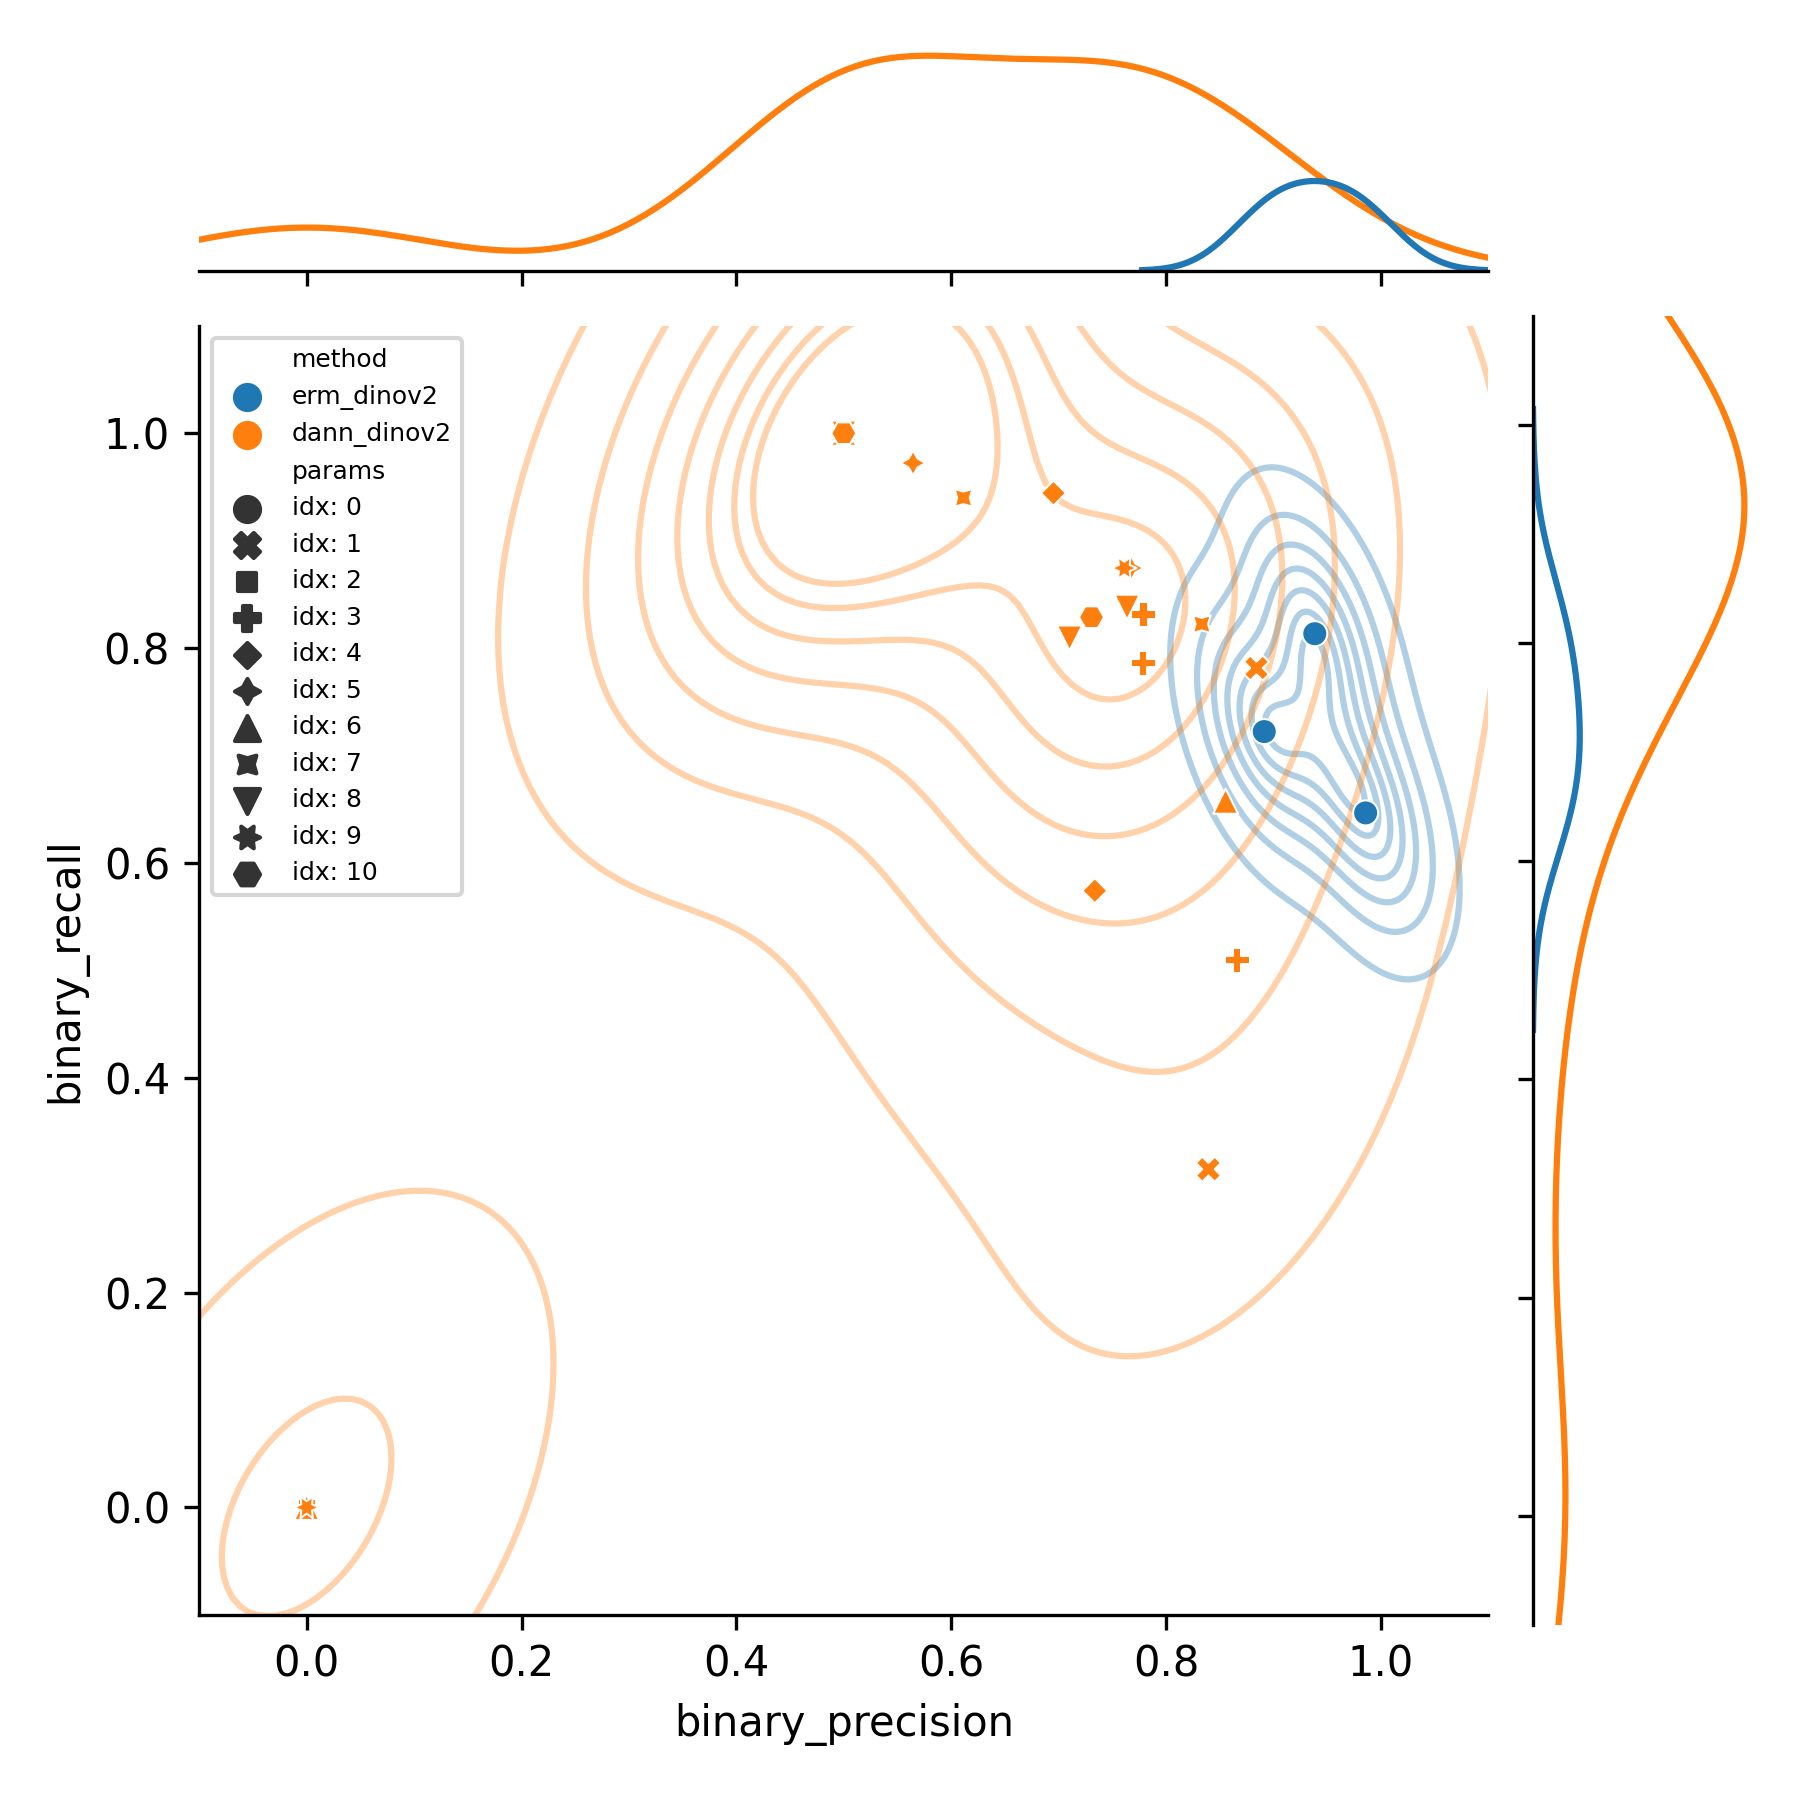 method
erm_dinov2
dann_dinov2
params
idx: 0
idx: 1
idx: 2
idx: 3
idx: 4
idx: 5
idx: 6
idx: 7
idx: 8
idx: 9
idx: 10
1.0
0.8
0.6
0.4
0.2
0.0
binary_recall
0.0 0.2 0.4 0.6 0.8 1.0
binary_precision